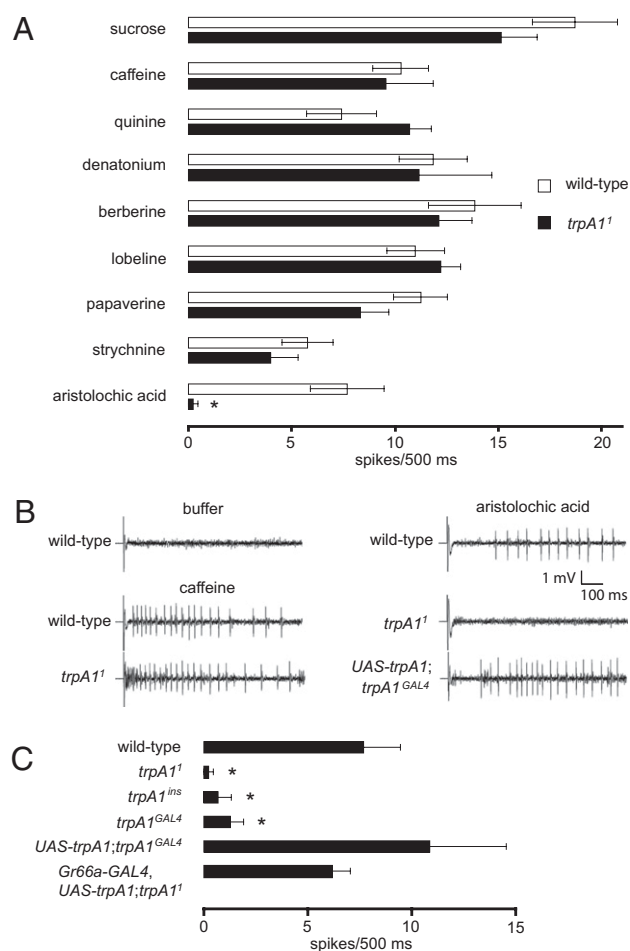 A
sucrose
caffeine
quinine
denatonium
berberine
lobeline
papaverine
strychnine
aristolochic acid
*
wild-type
trpA1¹
0 5 10 15 20
spikes/500 ms
B
buffer
wild-type
caffeine
wild-type
trpA1¹
aristolochic acid
wild-type
1 mV
100 ms
trpA1¹
UAS-trpA1;
trpA1ᴳᴬᴸ⁴
C
wild-type
trpA1¹ *
trpA1ⁱⁿˢ *
trpA1ᴳᴬᴸ⁴ *
UAS-trpA1;trpA1ᴳᴬᴸ⁴
Gr66a-GAL4,
UAS-trpA1;trpA1¹
0 5 10 15
spikes/500 ms